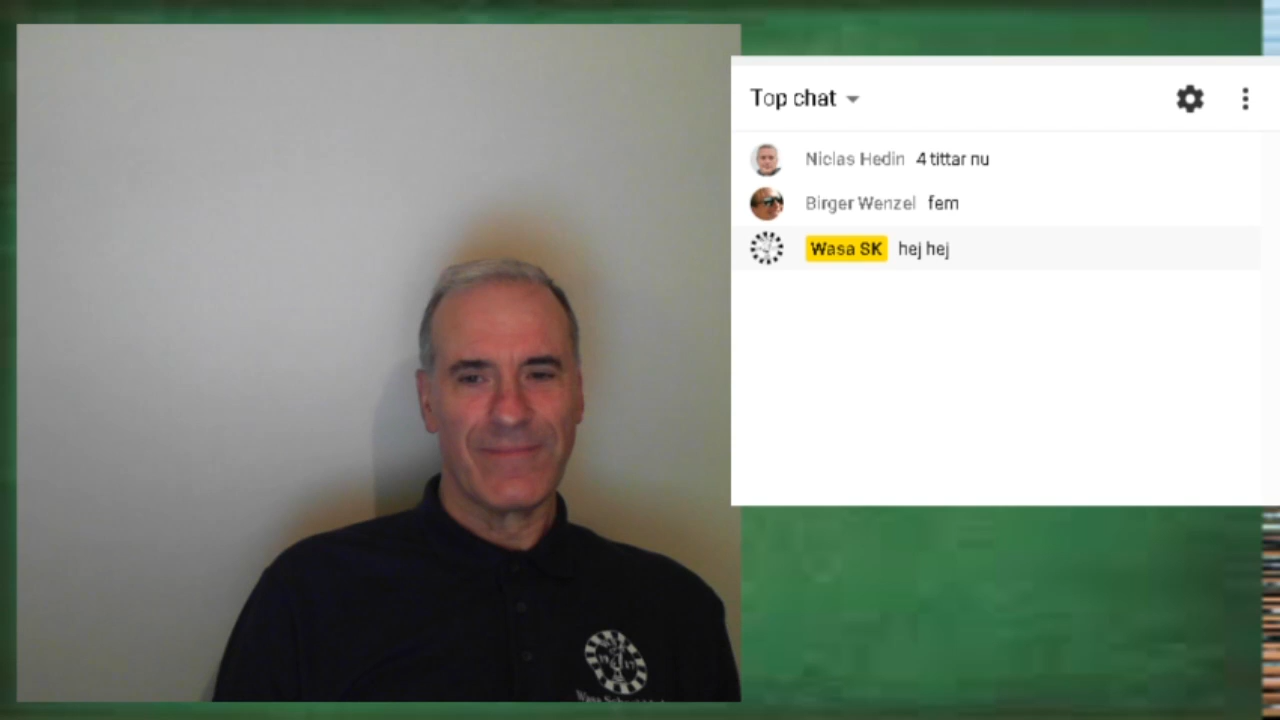 Top chat
Niclas Hedin 4 tittar nu
Birger Wenzel fem
Wasa SK hej hej